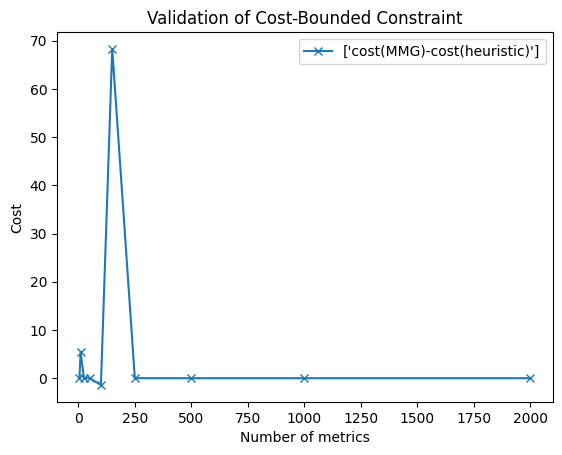 Validation of Cost-Bounded Constraint
['cost(MMG)-cost(heuristic)']
70
60
50
40
30
20
10
0
Cost
0 250 500 750 1000 1250 1500 1750 2000
Number of metrics